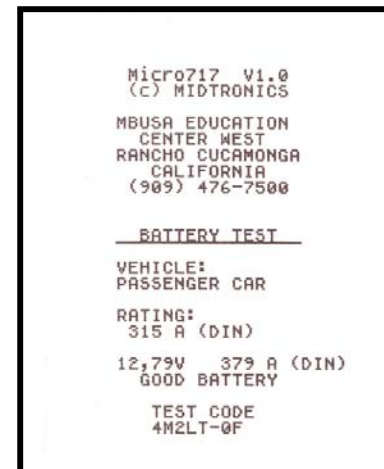 Micro717 V1.0
(c) MIDTRONICS
MBUSA EDUCATION
CENTER WEST
RANCHO CUCAMONGA
CALIFORNIA
(909) 476-7500
BATTERY TEST
VEHICLE:
PASSENGER CAR
RATING:
315 A (DIN)
12,79V 379 A (DIN)
GOOD BATTERY
TEST CODE
4M2LT-0F